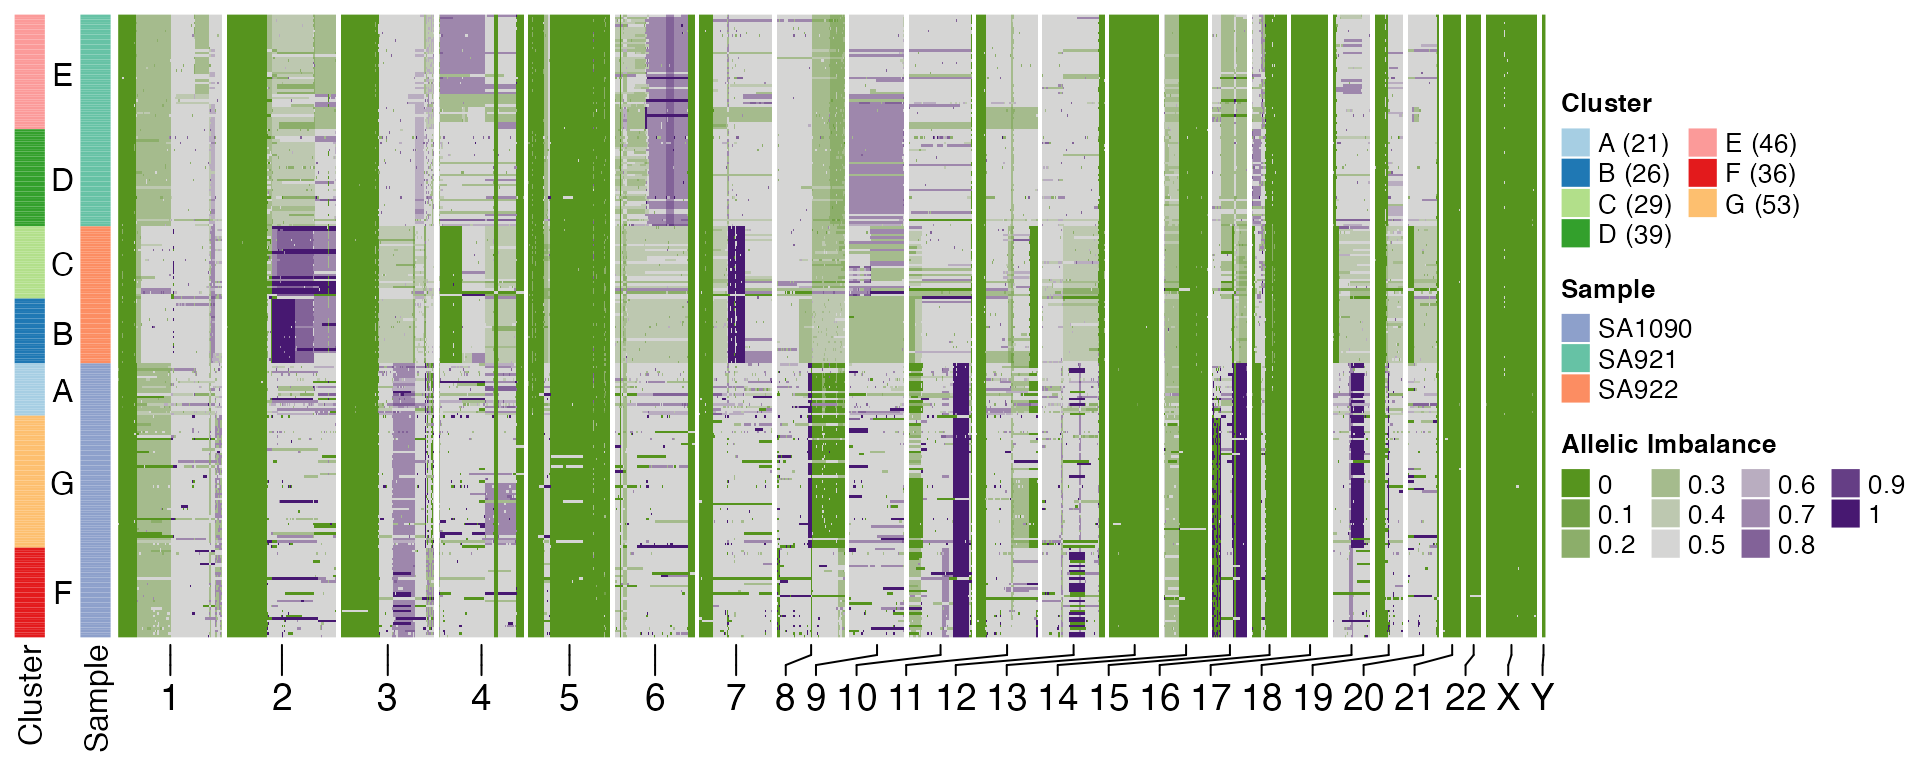 E
D
C
B
A
G
F
Cluster
Sample
1 2 3 4 5 6 7 8 9 10 11 12 13 14 15 16 17 18 19 20 21 22 X Y
Cluster
A (21) E (46)
B (26) F (36)
C (29) G (53)
D (39)
Sample
SA1090
SA921
SA922
Allelic Imbalance
0 0.3 0.6 0.9
0.1 0.4 0.7 1
0.2 0.5 0.8